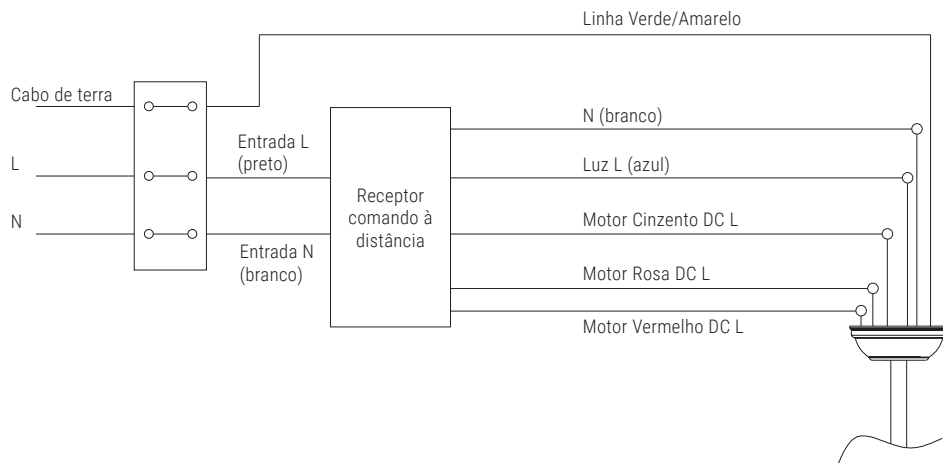 Linha Verde/Amarelo
Cabo de terra
L
N
Entrada L
(preto)
Entrada N
(branco)
Receptor
comando à
distância
N (branco)
Luz L (azul)
Motor Cinzento DC L
Motor Rosa DC L
Motor Vermelho DC L